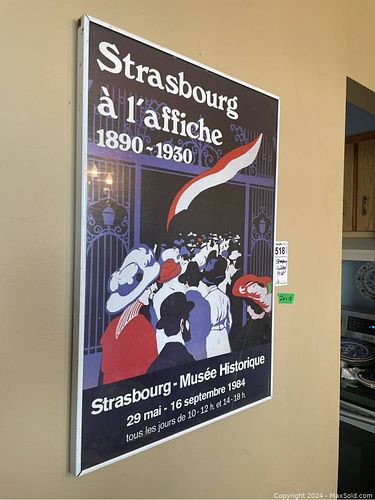 Strasbourg
à l'affiche
1890-1930
518
Strasbourg - Musée Historique
29 mai - 16 septembre 1984
tous les jours de 10-12 h. et 14-18 h.
Copyright 2024 - MaxSold.com